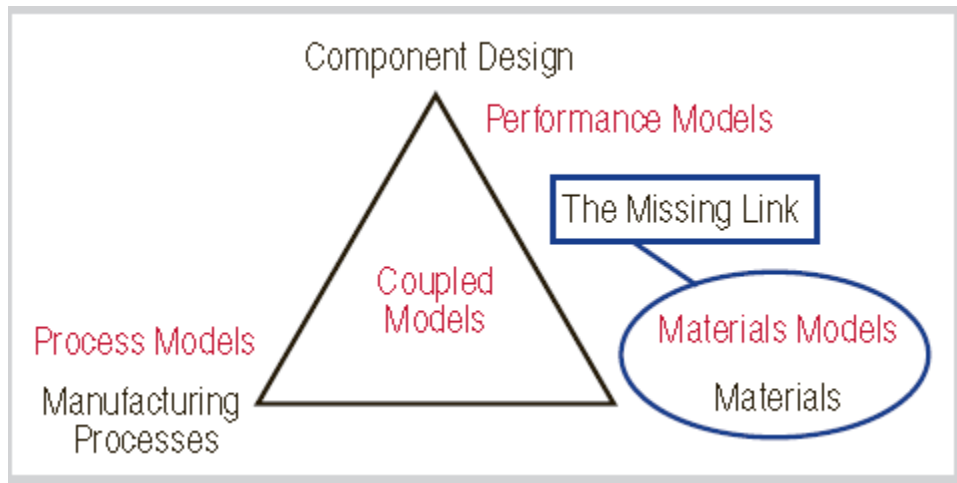 Component Design
Performance Models
The Missing Link
Coupled
Models
Process Models
Materials Models
Manufacturing
Processes
Materials